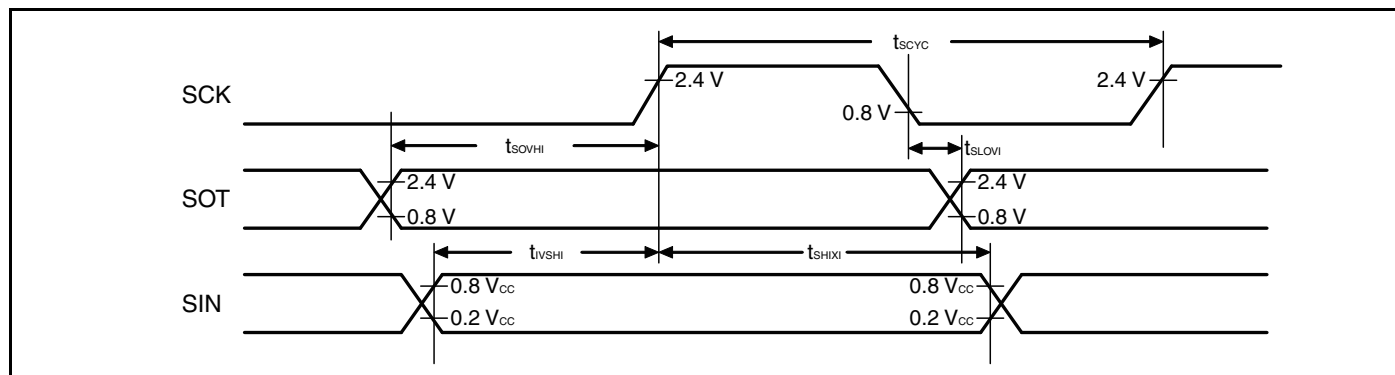 tSCYC
SCK
2.4 V
2.4 V
0.8 V
tSOVHI
tSLOVI
SOT
2.4 V
2.4 V
0.8 V
0.8 V
tIVSHI
tSHIXI
SIN
0.8 VCC
0.8 VCC
0.2 VCC
0.2 VCC